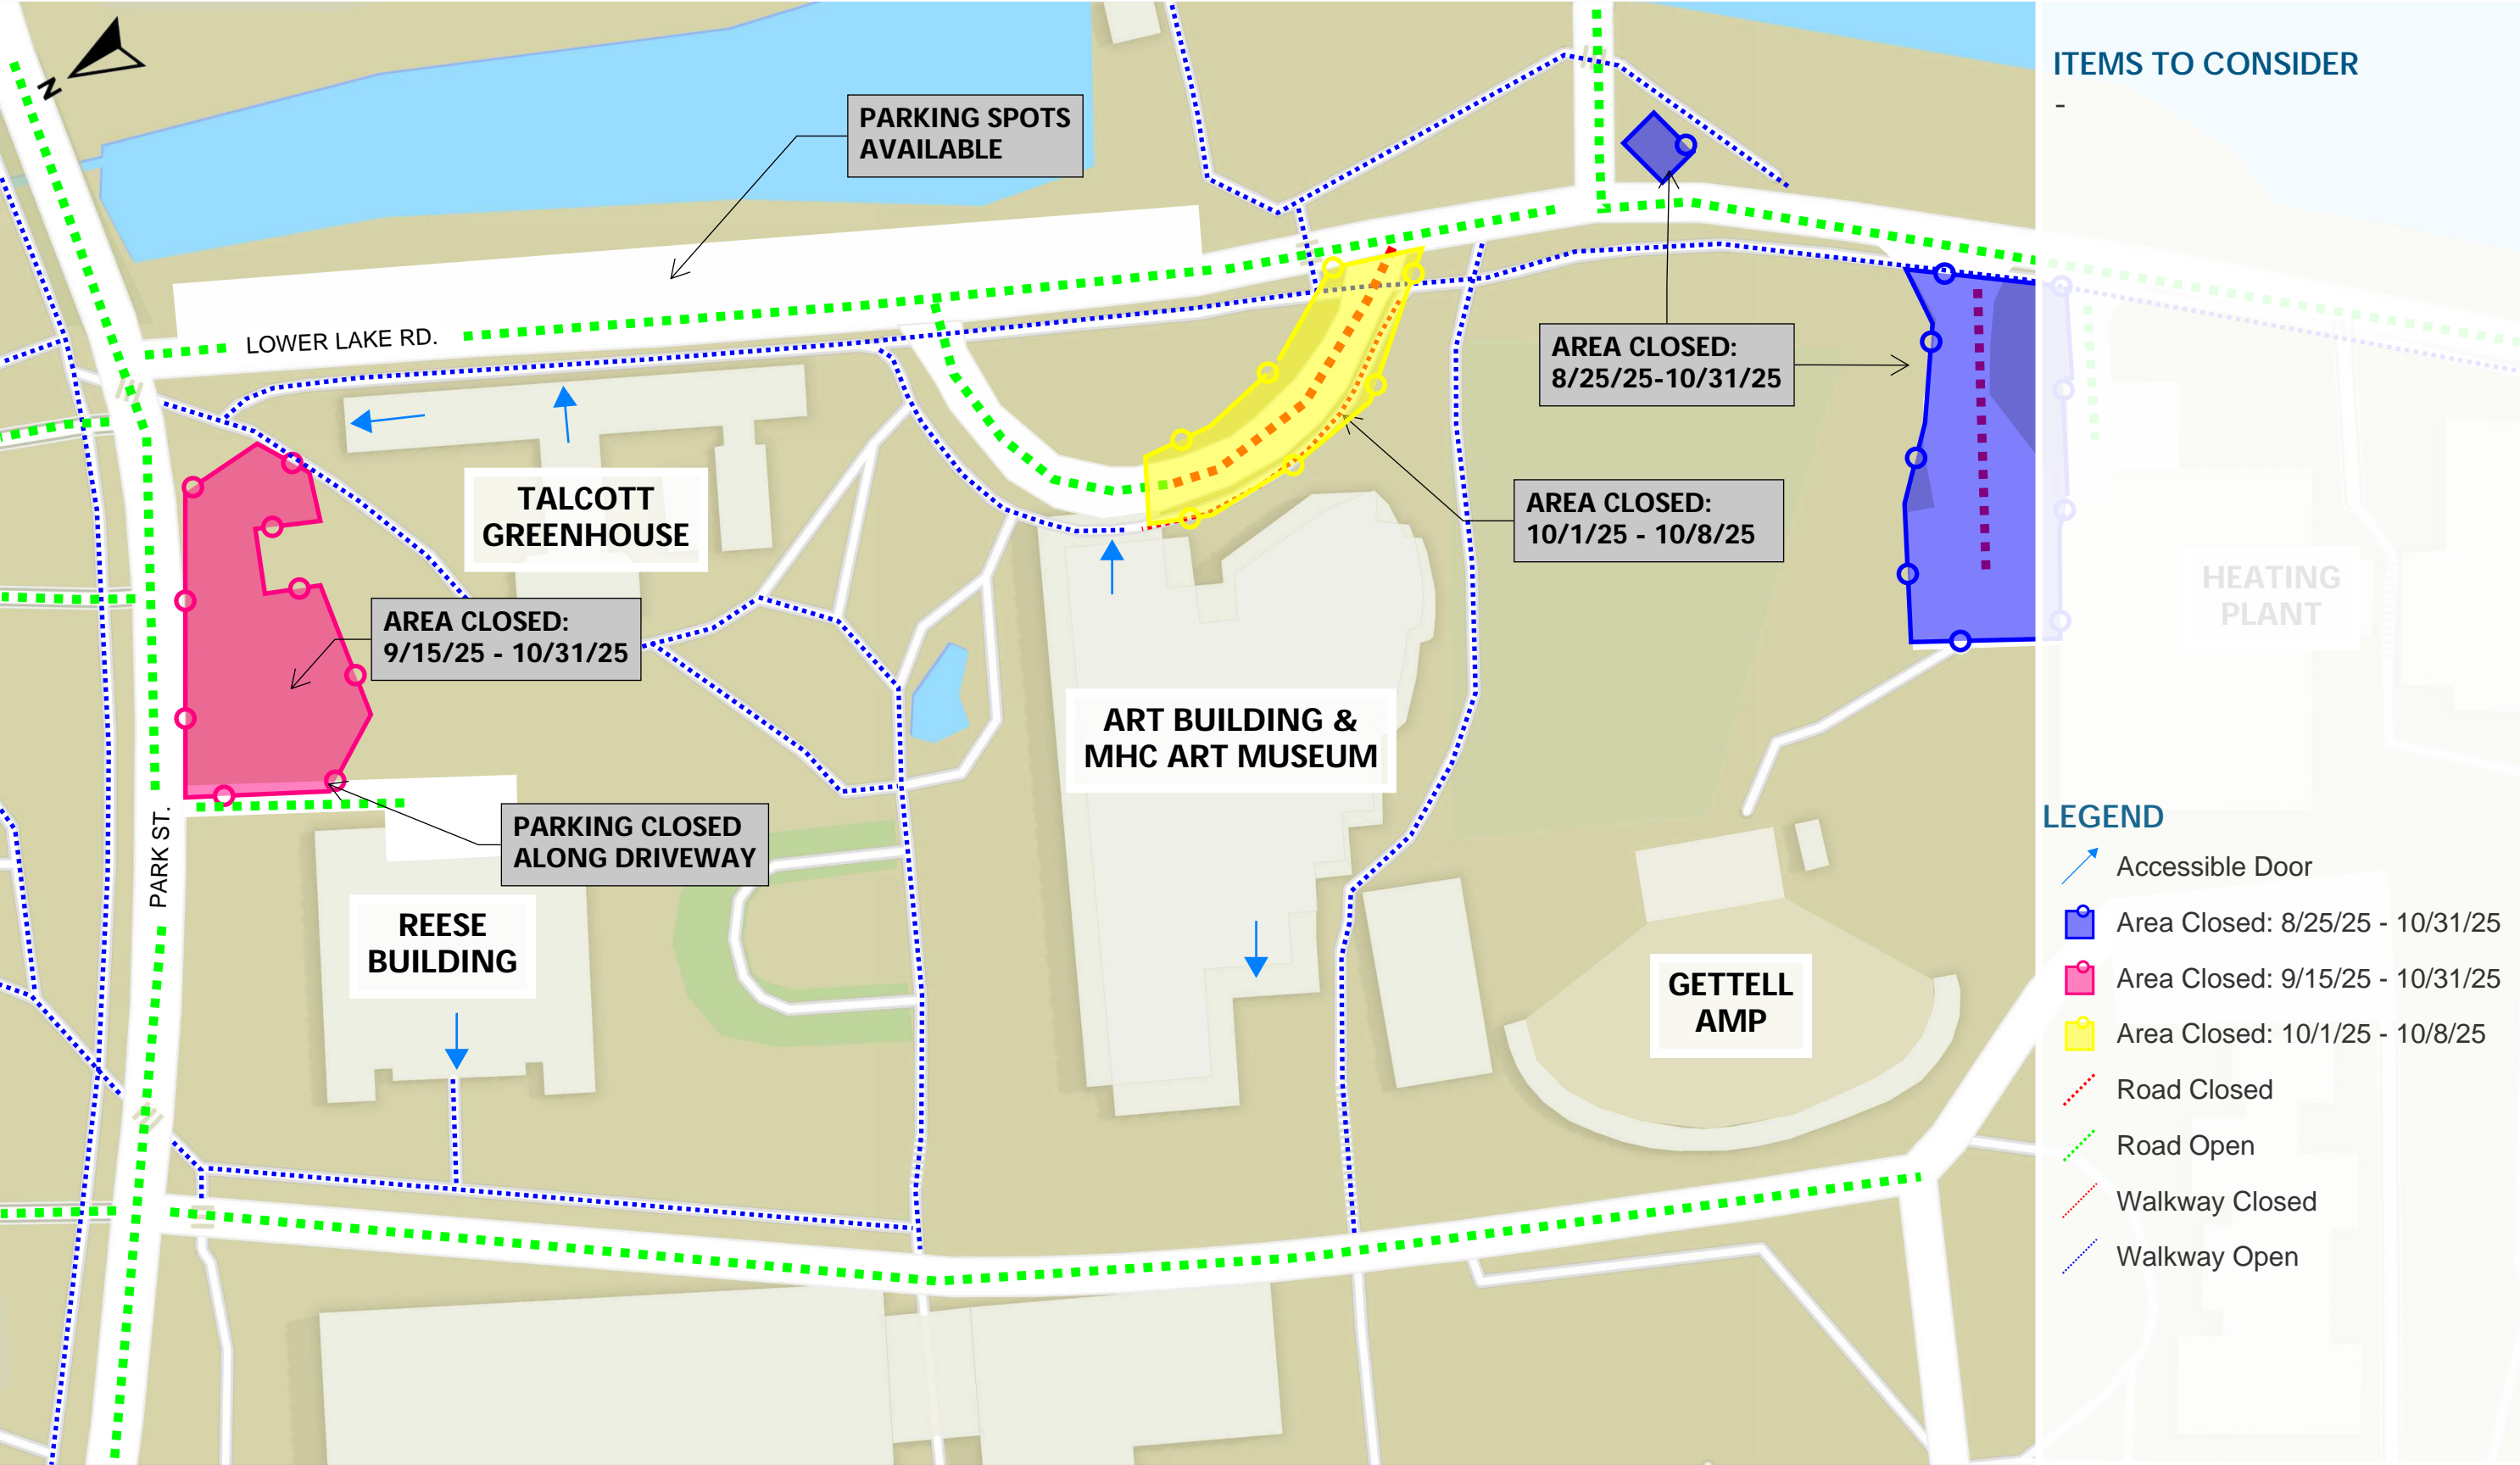 N
PARKING SPOTS
AVAILABLE
ITEMS TO CONSIDER
-
LOWER LAKE RD.
AREA CLOSED:
8/25/25-10/31/25
TALCOTT
GREENHOUSE
AREA CLOSED:
10/1/25 - 10/8/25
HEATING
PLANT
AREA CLOSED:
9/15/25 - 10/31/25
ART BUILDING &
MHC ART MUSEUM
PARK ST.
PARKING CLOSED
ALONG DRIVEWAY
REESE
BUILDING
GETTELL
AMP
LEGEND
Accessible Door
Area Closed: 8/25/25 - 10/31/25
Area Closed: 9/15/25 - 10/31/25
Area Closed: 10/1/25 - 10/8/25
Road Closed
Road Open
Walkway Closed
Walkway Open